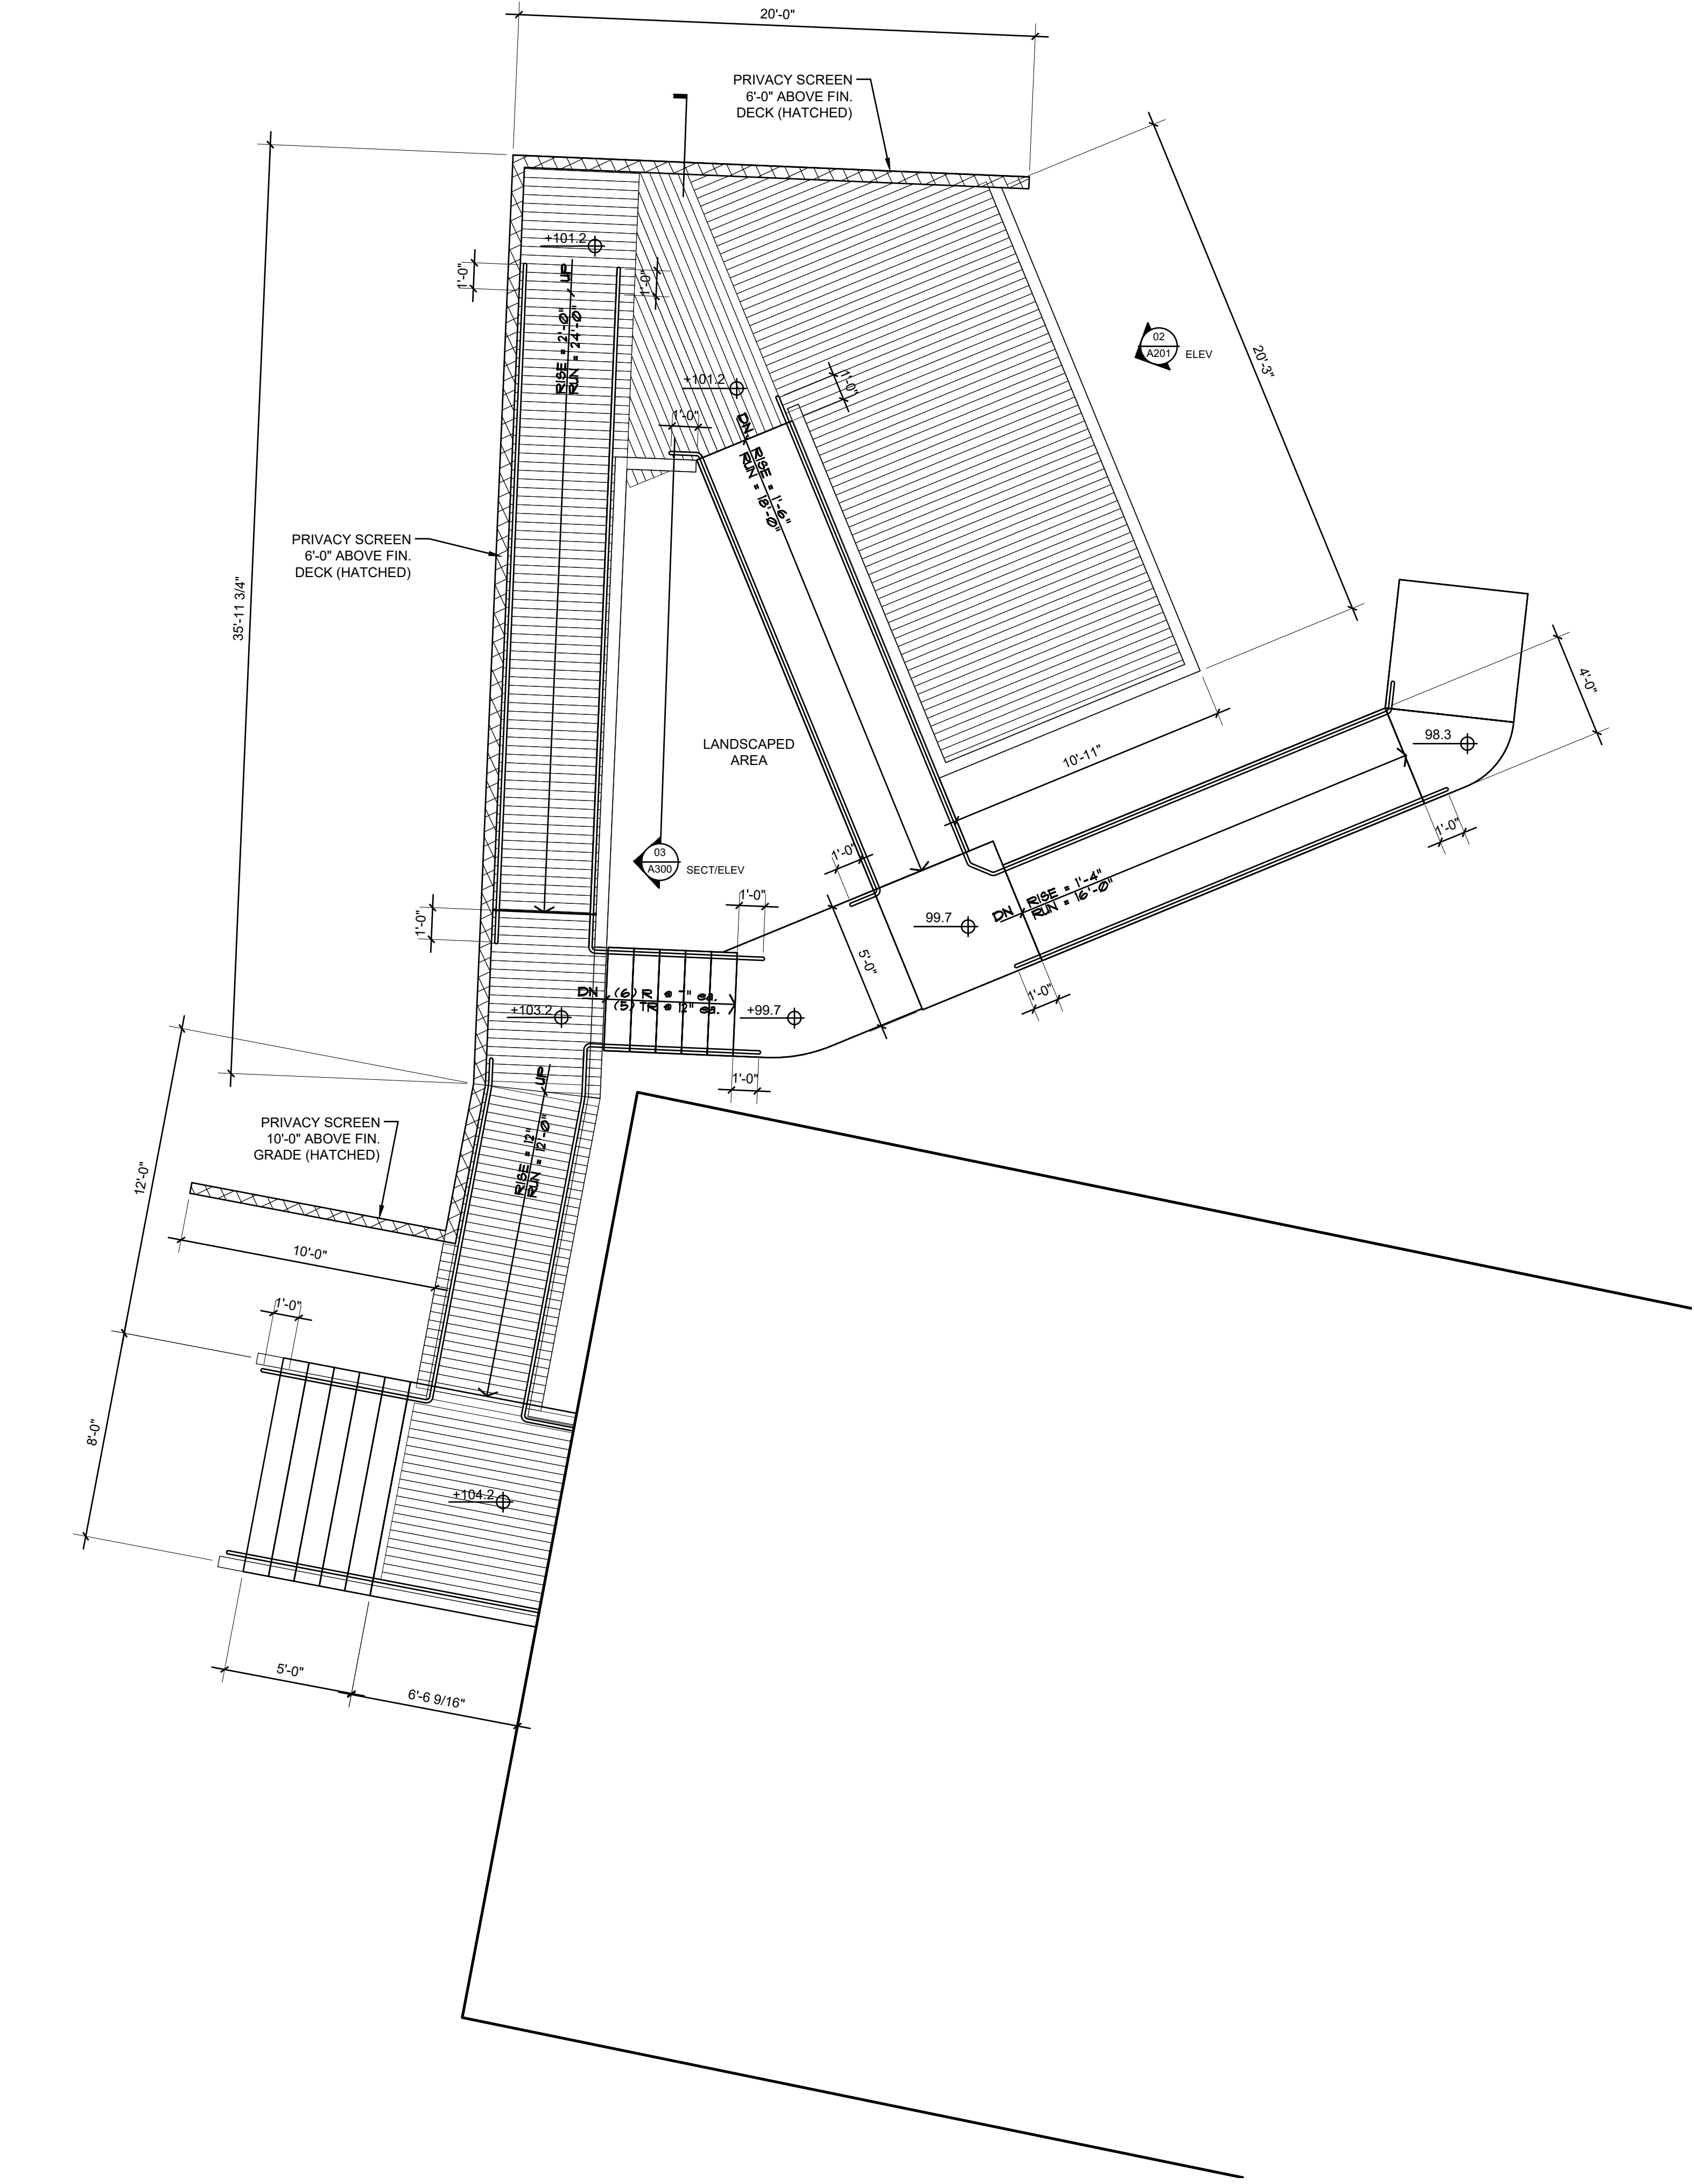 20'-0"
PRIVACY SCREEN
6'-0" ABOVE FIN.
DECK (HATCHED)
+101.2
1'-0"
1'-0"
UP
RISE = 2'-0"
RUN = 24'-0"
02
A201
ELEV
20'-3"
+101.2
1'-0"
1'-0"
DN
RISE = 1'-6"
RUN = 18'-0"
PRIVACY SCREEN
6'-0" ABOVE FIN.
DECK (HATCHED)
35'-11 3/4"
LANDSCAPED
AREA
10'-11"
4'-0"
98.3
1'-0"
03
A300
SECT/ELEV
1'-0"
1'-0"
1'-0"
99.7
DN
RISE = 1'-4"
RUN = 16'-0"
5'-0"
1'-0"
DN
(6) R @ 7" ea.
(5) TR @ 12" ea.
+103.2
+99.7
1'-0"
UP
RISE = 12"
RUN = 12'-0"
PRIVACY SCREEN
10'-0" ABOVE FIN.
GRADE (HATCHED)
12'-0"
10'-0"
1'-0"
8'-0"
+104.2
5'-0"
6'-6 9/16"